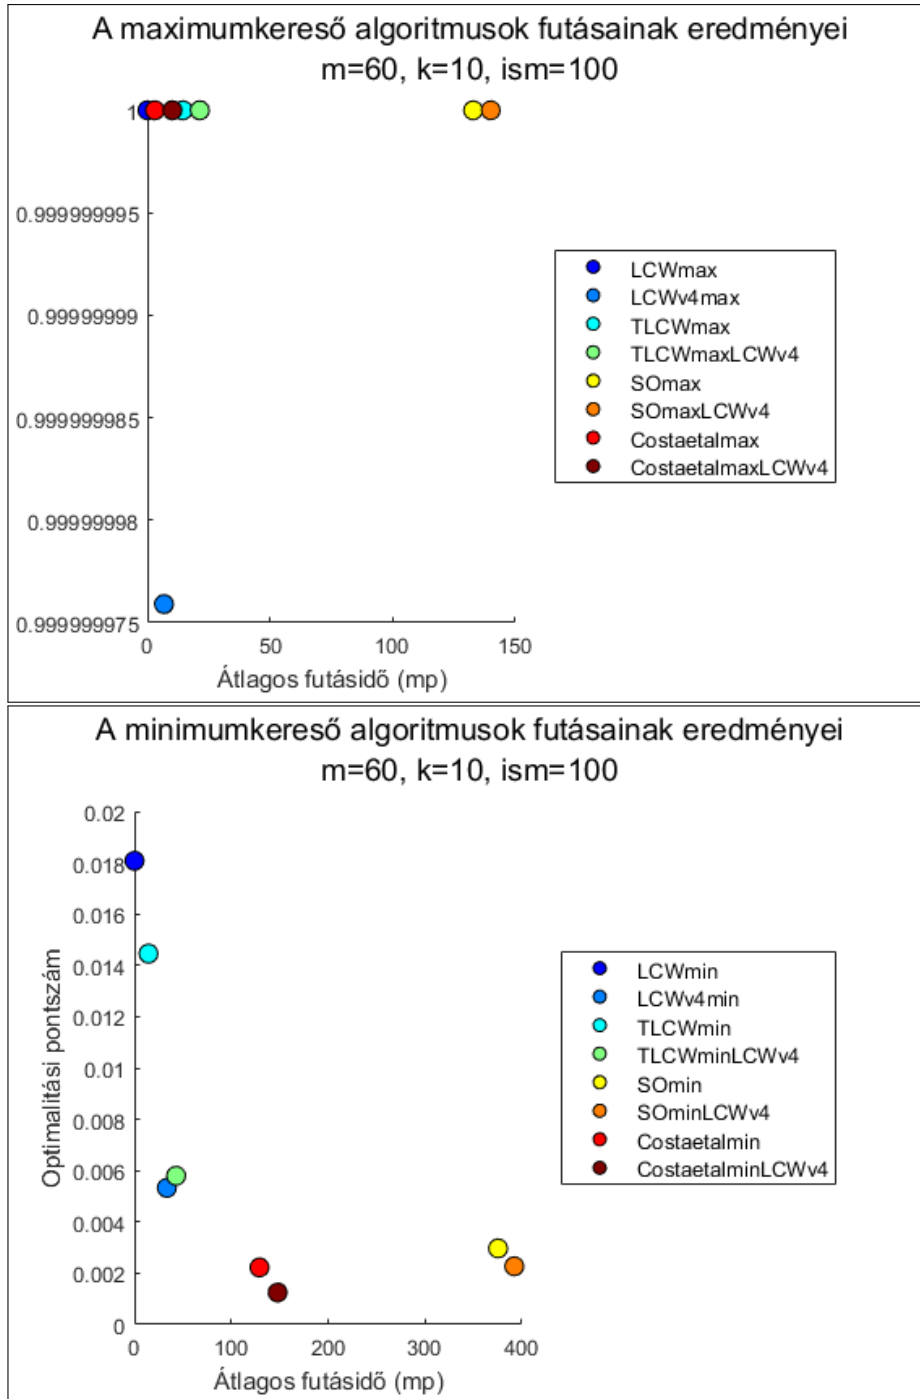 A maximumkereső algoritmusok futásainak eredményei
m=60, k=10, ism=100
1
0.999999995
0.99999999
0.999999985
0.99999998
0.999999975
0 50 100 150
Átlagos futásidő (mp)
LCWmax
LCWv4max
TLCWmax
TLCWmaxLCWv4
SOmax
SOmaxLCWv4
Costaetalmax
CostaetalmaxLCWv4
A minimumkereső algoritmusok futásainak eredményei
m=60, k=10, ism=100
Optimalitási pontszám
0.02
0.018
0.016
0.014
0.012
0.01
0.008
0.006
0.004
0.002
0
0 100 200 300 400
Átlagos futásidő (mp)
LCWmin
LCWv4min
TLCWmin
TLCWminLCWv4
SOmin
SOminLCWv4
Costaetalmin
CostaetalminLCWv4